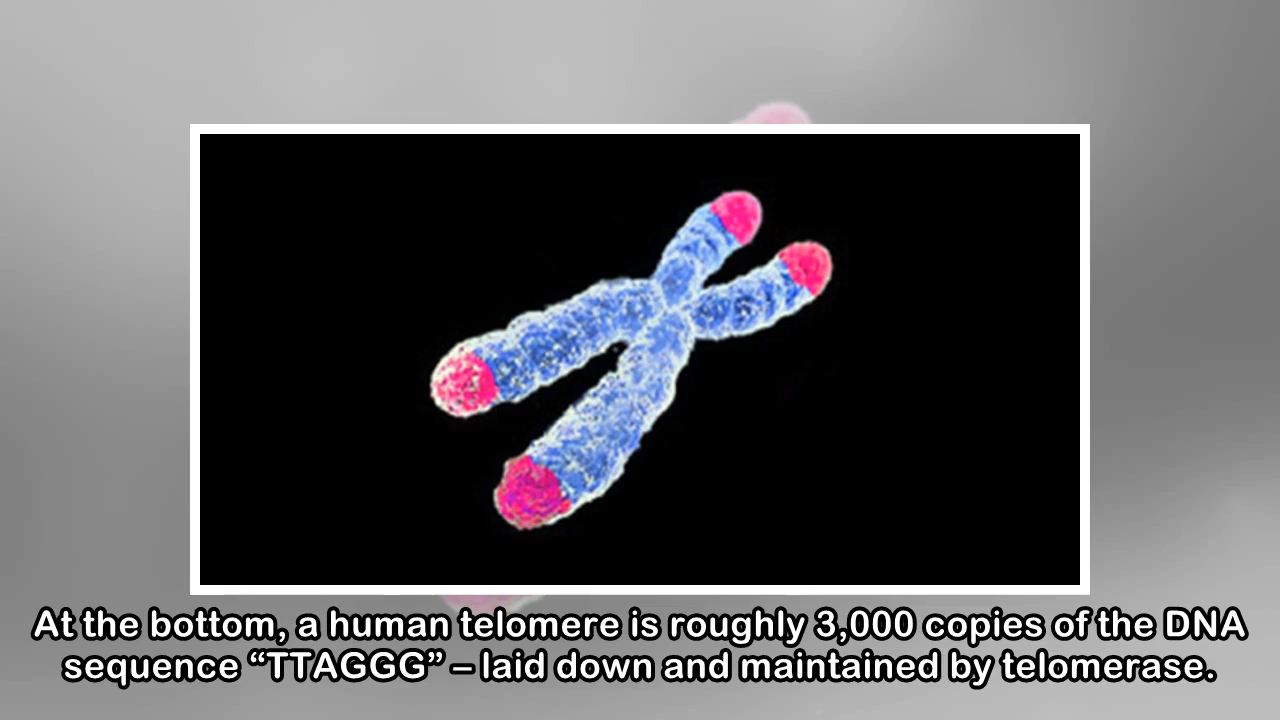 At the bottom, a human telomere is roughly 3,000 copies of the DNA
sequence “TTAGGG” – laid down and maintained by telomerase.